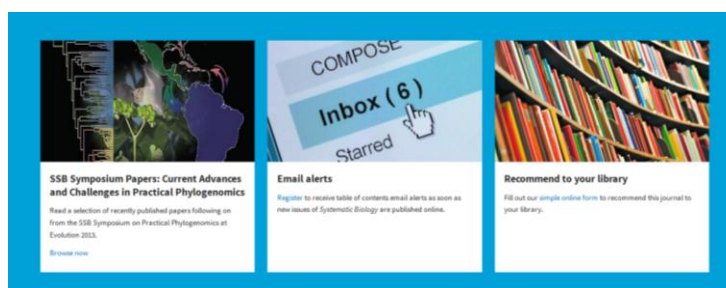 COMPOSE
Inbox ( 6 )
Starred
SSB Symposium Papers: Current Advances
and Challenges in Practical Phylogenomics
Read a selection of recently published papers following on
from the SSB Symposium on Practical Phylogenomics at
Evolution 2013.
Browse now
Email alerts
Register to receive table of contents email alerts as soon as
new issues of Systematic Biology are published online.
Recommend to your library
Fill out our simple online form to recommend this journal to
your library.